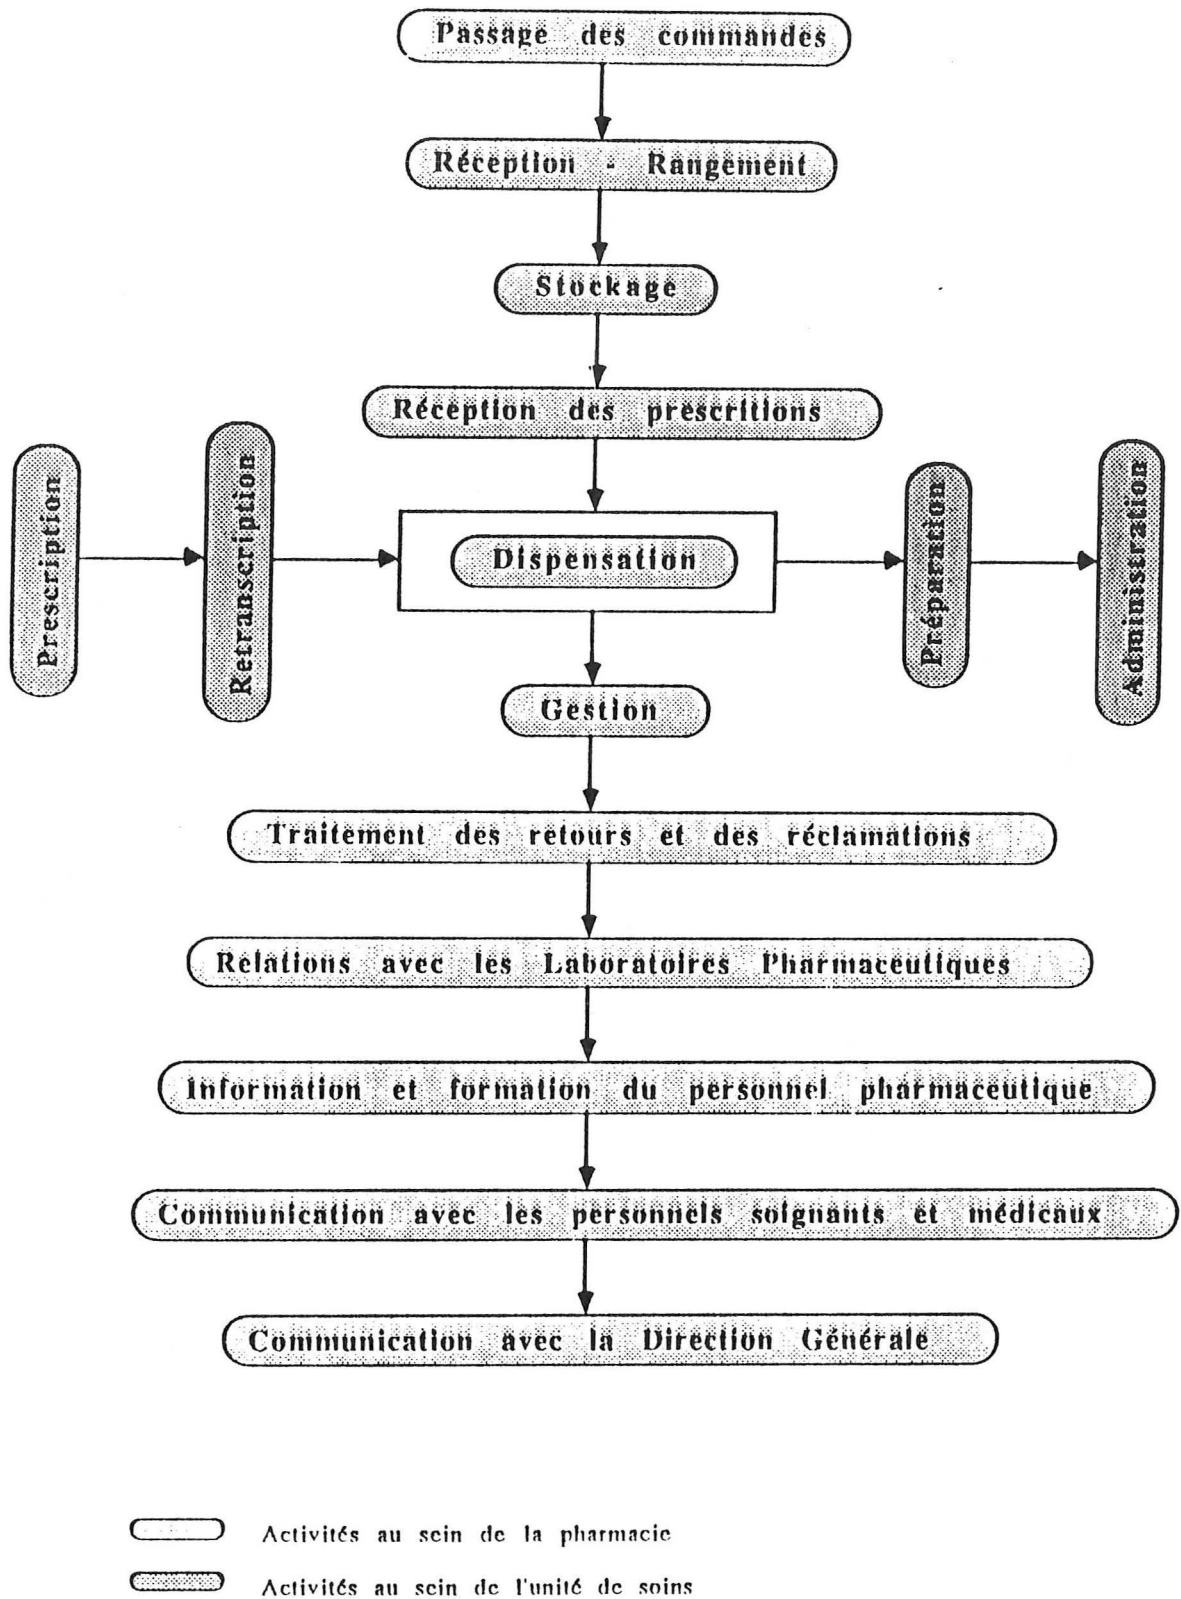 Passage des commandes
Réception - Rangement
Stockage
Réception des prescritions
Prescription
Retranscription
Dispensation
Préparation
Administration
Gestion
Traitement des retours et des réclamations
Relations avec les Laboratoires Pharmaceutiques
Information et formation du personnel pharmaceutique
Communication avec les personnels soignants et médicaux
Communication avec la Direction Générale
Activités au sein de la pharmacie
Activités au sein de l'unité de soins